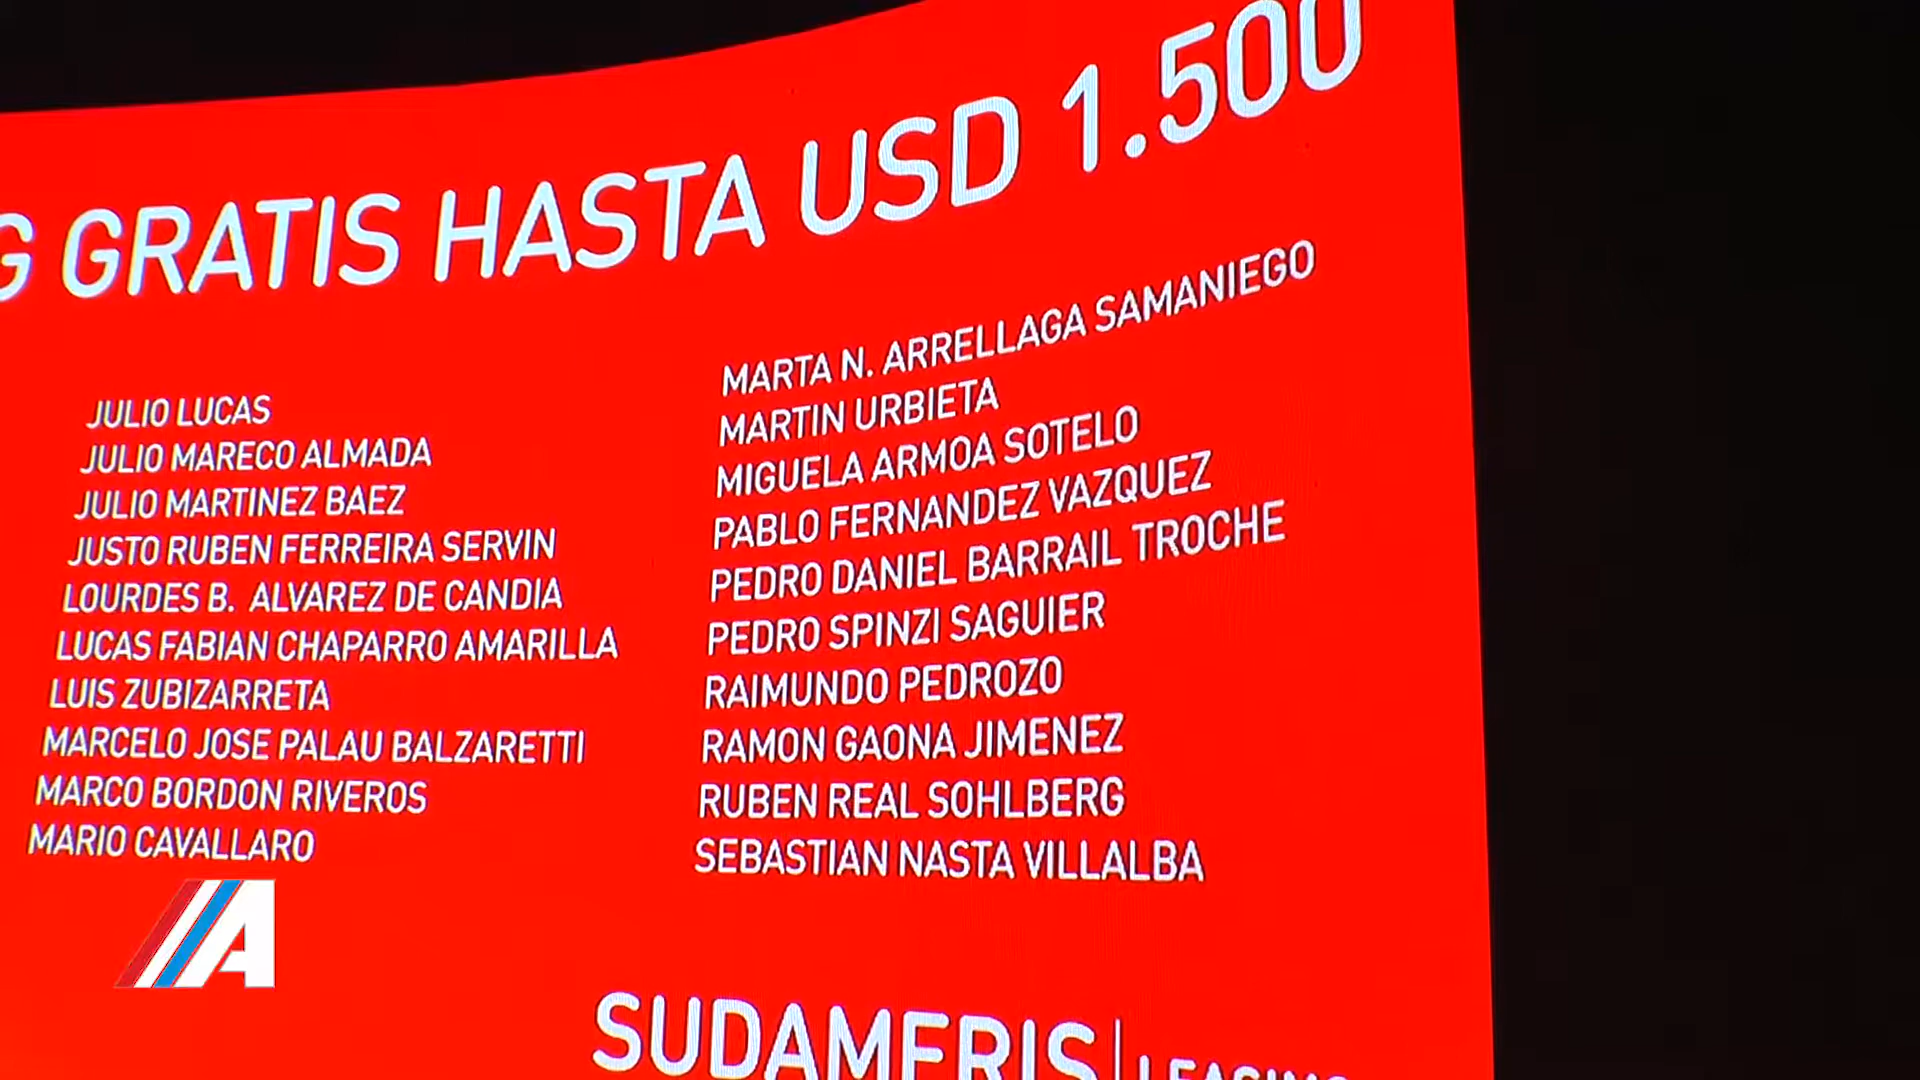 G GRATIS HASTA USD 1.500
JULIO LUCAS
JULIO MARECO ALMADA
JULIO MARTINEZ BAEZ
JUSTO RUBEN FERREIRA SERVIN
LOURDES B. ALVAREZ DE CANDIA
LUCAS FABIAN CHAPARRO AMARILLA
LUIS ZUBIZARRETA
MARCELO JOSE PALAU BALZARETTI
MARCO BORDON RIVEROS
MARIO CAVALLARO
MARTA N. ARRELLAGA SAMANIEGO
MARTIN URBIETA
MIGUELA ARMOA SOTELO
PABLO FERNANDEZ VAZQUEZ
PEDRO DANIEL BARRAIL TROCHE
PEDRO SPINZI SAGUIER
RAIMUNDO PEDROZO
RAMON GAONA JIMENEZ
RUBEN REAL SOHLBERG
SEBASTIAN NASTA VILLALBA
A
SUDAMERIS | LEASING